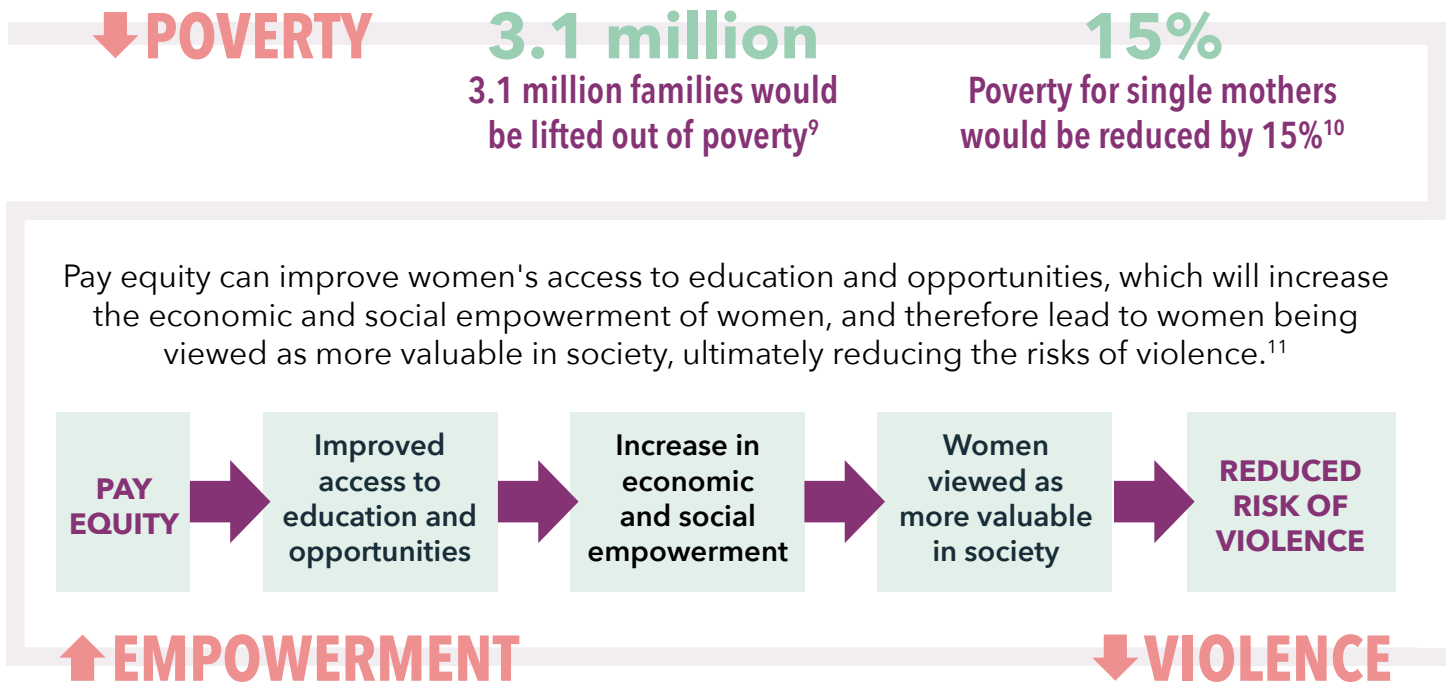 POVERTY
3.1 million
3.1 million families would
be lifted out of poverty⁹
15%
Poverty for single mothers
would be reduced by 15%¹⁰
Pay equity can improve women's access to education and opportunities, which will increase
the economic and social empowerment of women, and therefore lead to women being
viewed as more valuable in society, ultimately reducing the risks of violence.¹¹
PAY
EQUITY
Improved
access to
education and
opportunities
Increase in
economic
and social
empowerment
Women
viewed as
more valuable
in society
REDUCED
RISK OF
VIOLENCE
EMPOWERMENT
VIOLENCE